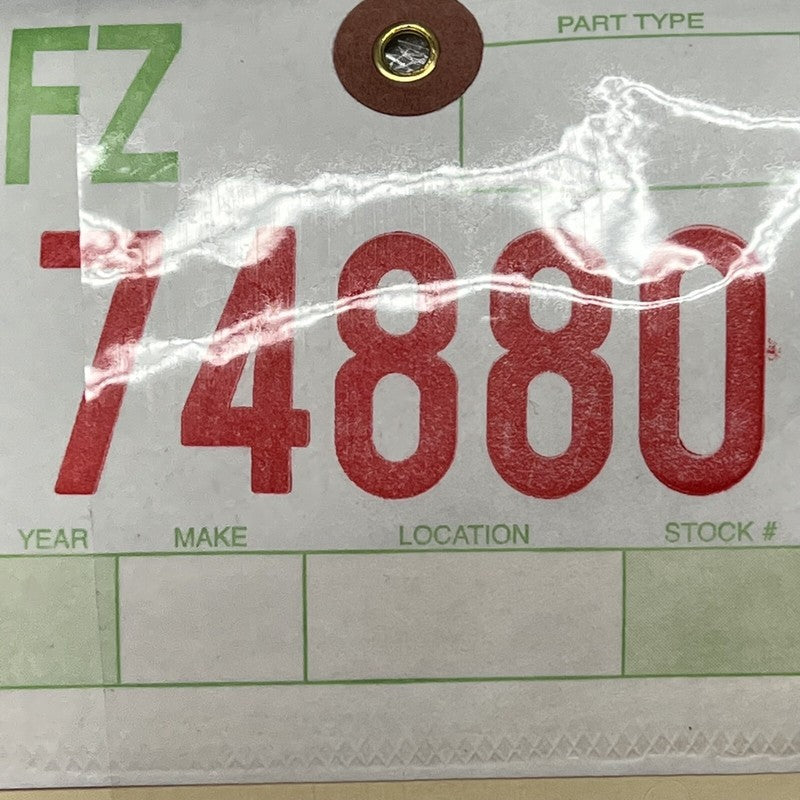 PART TYPE
FZ
74880
YEAR MAKE LOCATION STOCK #